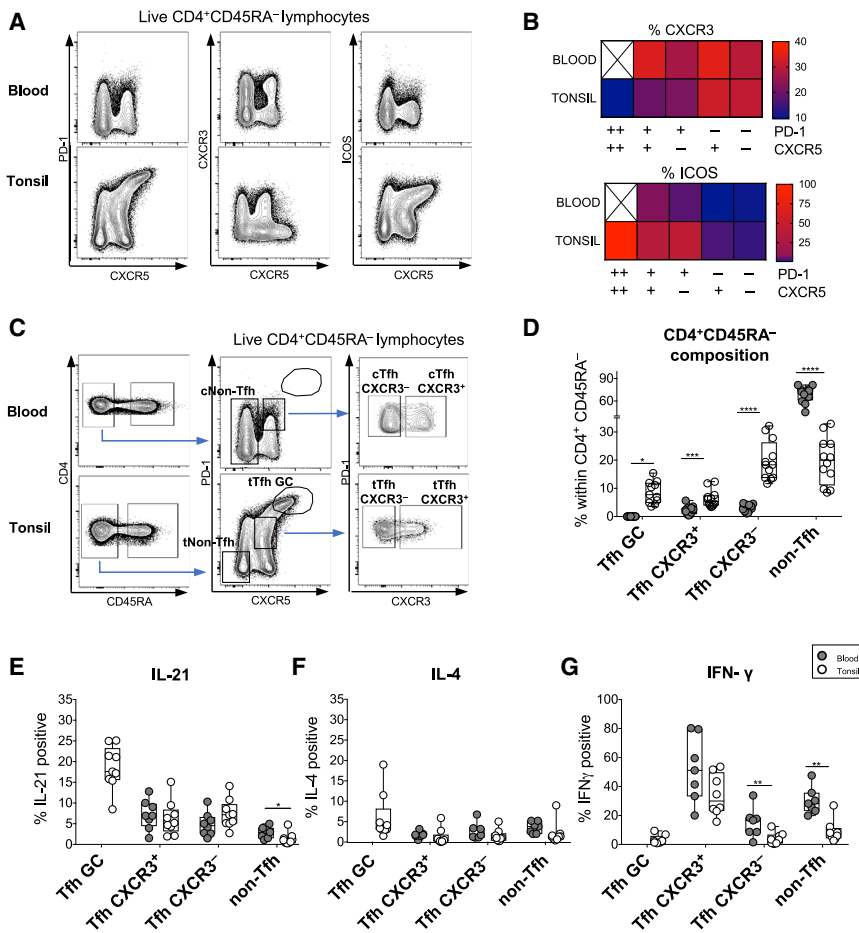 A
Live CD4⁺CD45RA⁻lymphocytes
Blood
Tonsil
PD-1
CXCR3
ICOS
CXCR5
CXCR5
CXCR5
B
% CXCR3
BLOOD
TONSIL
40
30
20
10
++ + + − − PD-1
++ + − + − CXCR5
% ICOS
BLOOD
TONSIL
100
75
50
25
++ + + − − PD-1
++ + − + − CXCR5
C
Live CD4⁺CD45RA⁻lymphocytes
Blood
Tonsil
CD4
CD45RA
cNon-Tfh
PD-1
tTfh GC
tNon-Tfh
CXCR5
cTfh CXCR3⁻
cTfh CXCR3⁺
PD-1
tTfh CXCR3⁻
tTfh CXCR3⁺
CXCR3
D
CD4⁺CD45RA⁻
composition
% within CD4⁺ CD45RA⁻
90
60
30
20
10
0
*
***
****
****
Tfh GC
Tfh CXCR3⁺
Tfh CXCR3⁻
non-Tfh
E
IL-21
% IL-21 positive
35
30
25
20
15
10
5
0
*
Tfh GC
Tfh CXCR3⁺
Tfh CXCR3⁻
non-Tfh
F
IL-4
% IL-4 positive
35
30
25
20
15
10
5
0
Tfh GC
Tfh CXCR3⁺
Tfh CXCR3⁻
non-Tfh
G
IFN- γ
Blood
Tonsil
% IFNγ positive
100
80
60
40
20
0
**
**
Tfh GC
Tfh CXCR3⁺
Tfh CXCR3⁻
non-Tfh